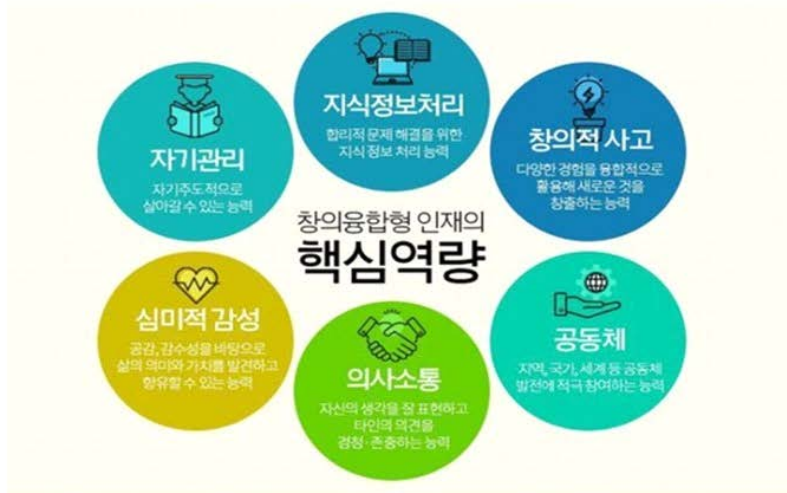 지식정보처리
합리적 문제 해결을 위한
지식 정보 처리 능력
창의적 사고
다양한 경험을 융합적으로
활용해 새로운 것을
창출하는 능력
자기관리
자기주도적으로
살아갈 수 있는 능력
창의융합형 인재의
핵심역량
심미적 감성
공감, 감수성을 바탕으로
삶의 의미와 가치를 발견하고
향유할 수 있는 능력
의사소통
자신의 생각을 잘 표현하고
타인의 의견을
경청·존중하는 능력
공동체
지역, 국가, 세계 등 공동체
발전에 적극 참여하는 능력